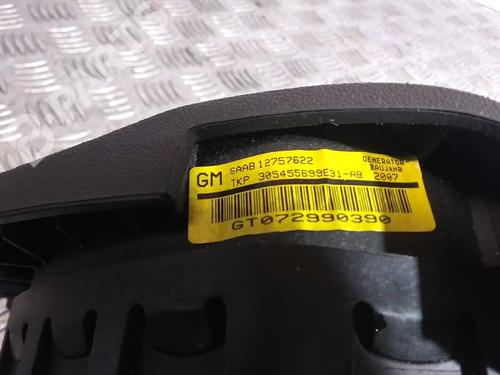 GM SAAB 12757622 GENERATOR
TKP 305455699E31-AB BAUJAHR 2007
GT072990390